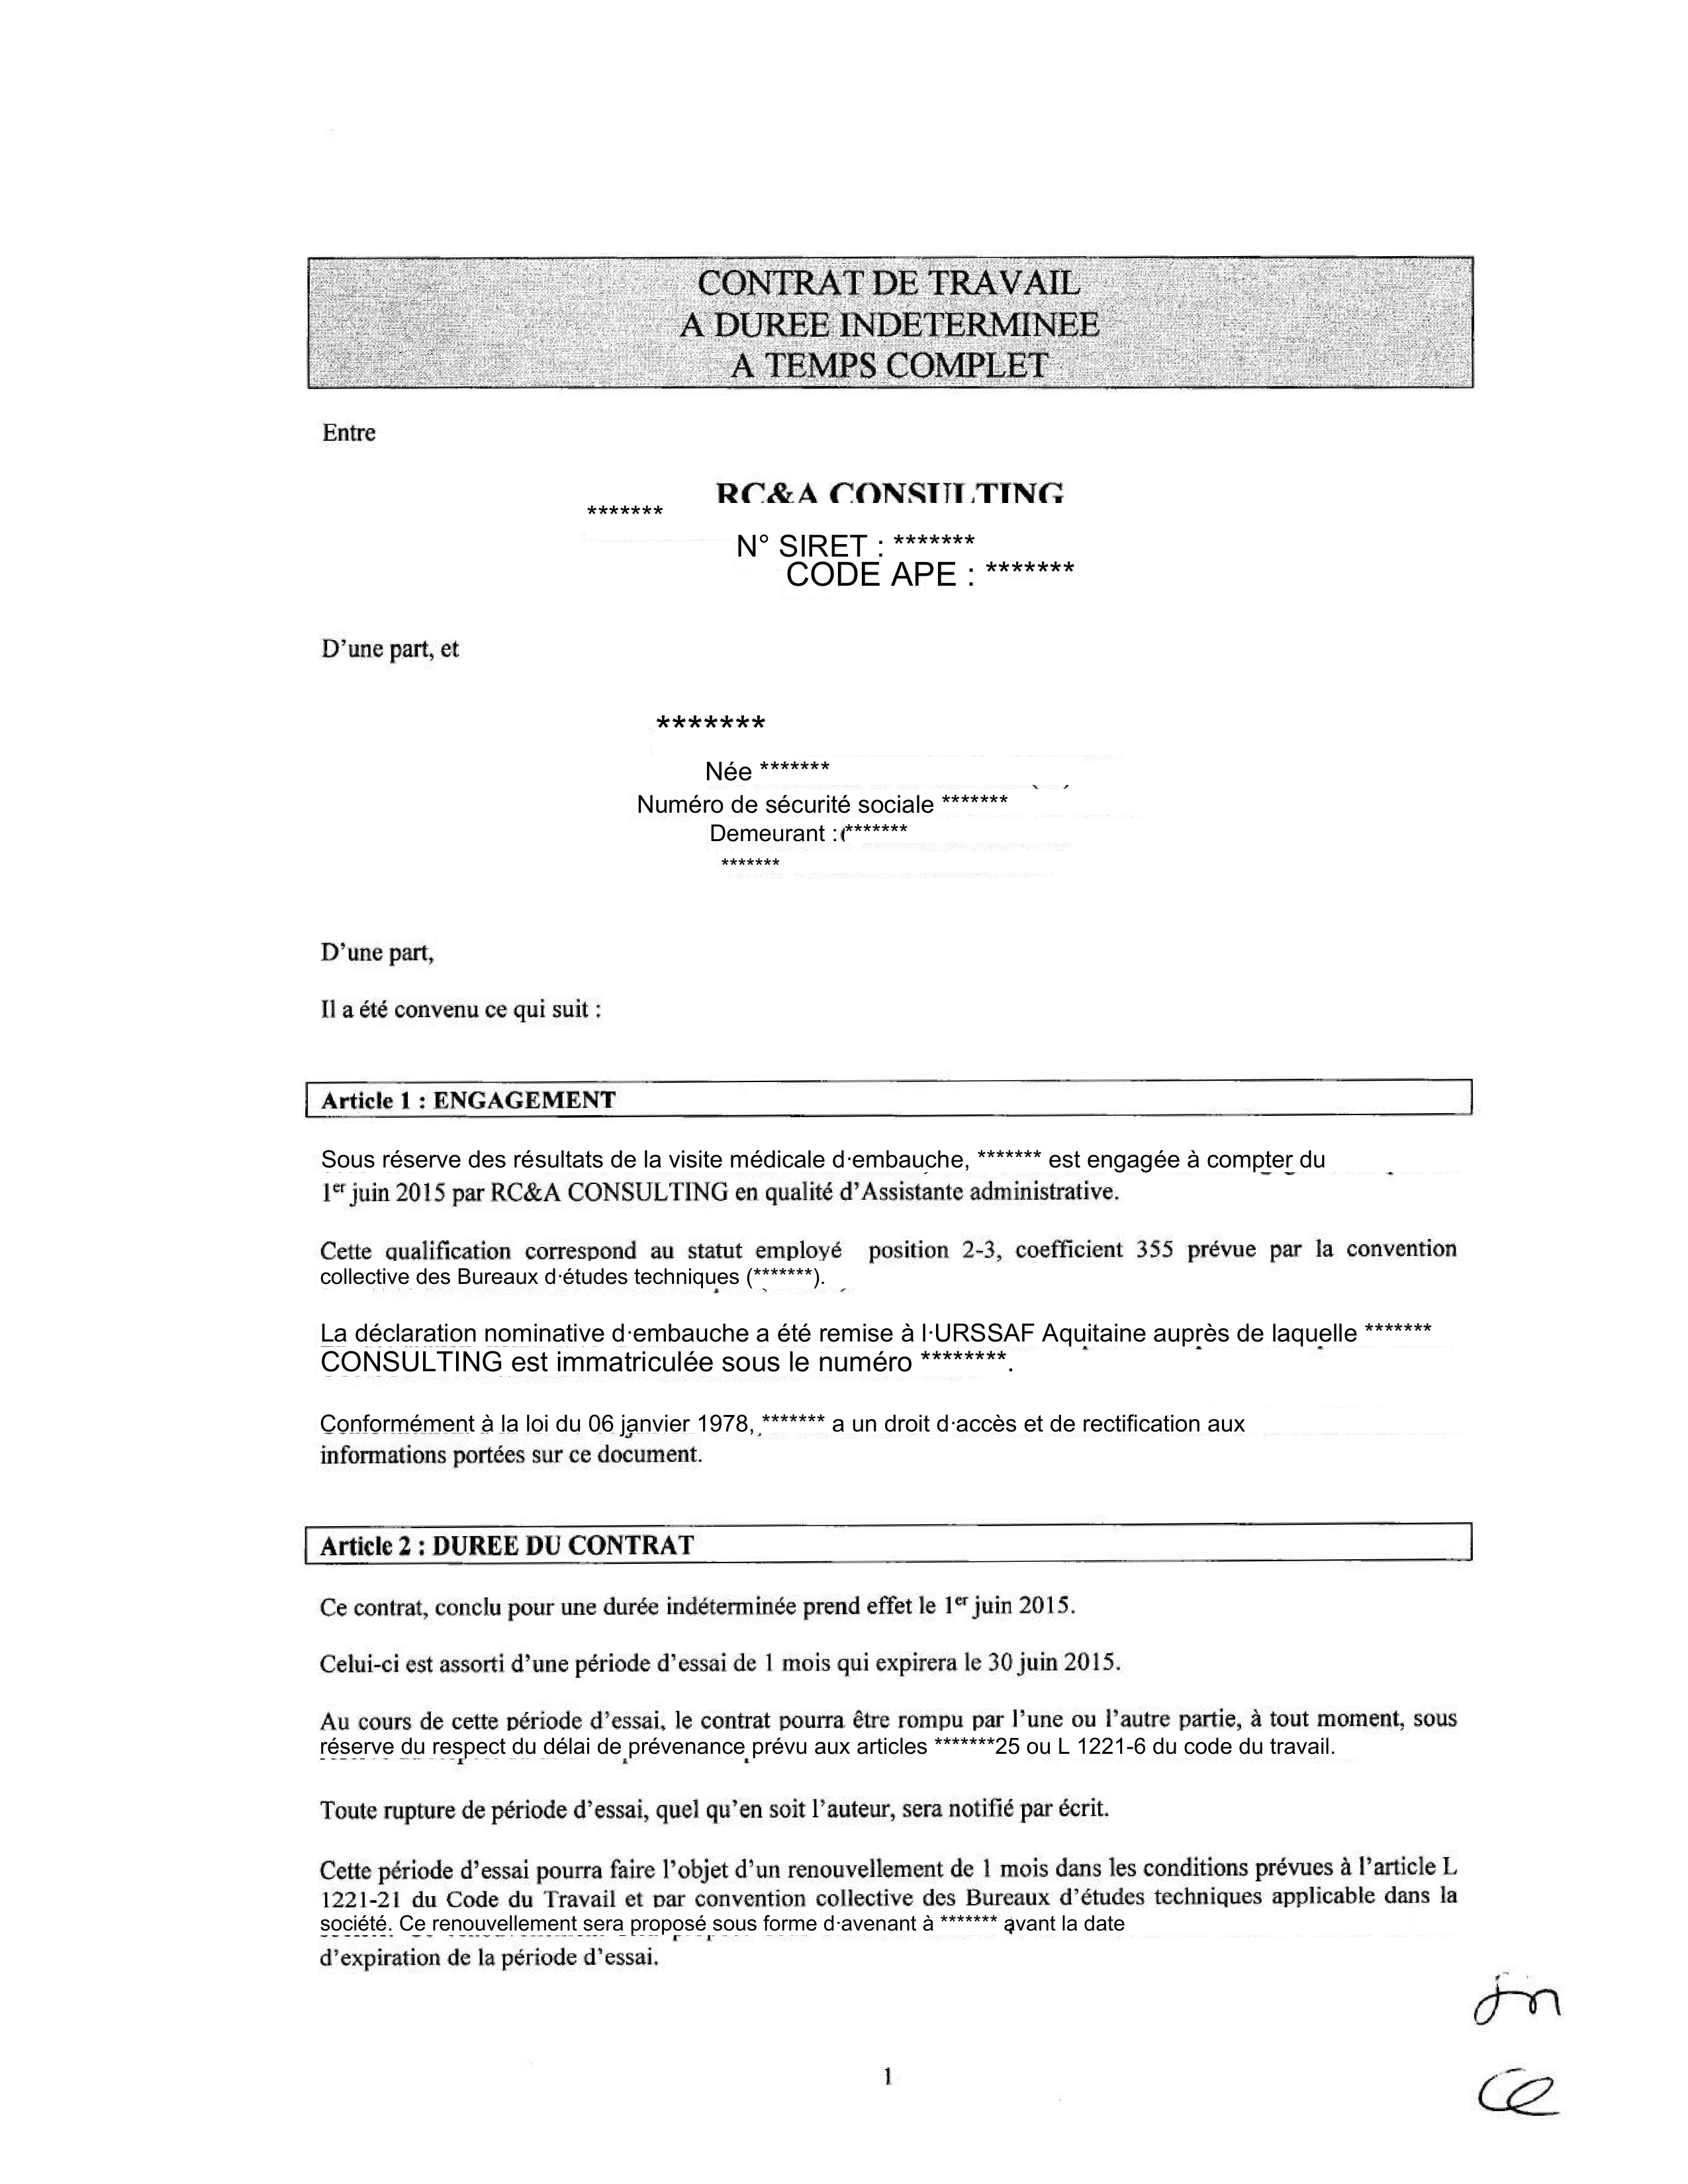 CONTRAT DE TRAVAIL
A DUREE INDETERMINEE
A TEMPS COMPLET
Entre
RC&A CONSULTING
*******
N° SIRET : *******
CODE APE : *******
D'une part, et
*******
Née *******
Numéro de sécurité sociale *******
Demeurant : *******
*******
D'une part,
Il a été convenu ce qui suit :
Article 1 : ENGAGEMENT
Sous réserve des résultats de la visite médicale d·embauche, ******* est engagée à compter du
1er juin 2015 par RC&A CONSULTING en qualité d'Assistante administrative.
Cette qualification correspond au statut employé position 2-3, coefficient 355 prévue par la convention
collective des Bureaux d·études techniques (*******).
La déclaration nominative d·embauche a été remise à l·URSSAF Aquitaine auprès de laquelle *******
CONSULTING est immatriculée sous le numéro ********.
Conformément à la loi du 06 janvier 1978, ******* a un droit d·accès et de rectification aux
informations portées sur ce document.
Article 2 : DUREE DU CONTRAT
Ce contrat, conclu pour une durée indéterminée prend effet le 1er juin 2015.
Celui-ci est assorti d'une période d'essai de 1 mois qui expirera le 30 juin 2015.
Au cours de cette période d'essai, le contrat pourra être rompu par l'une ou l'autre partie, à tout moment, sous
réserve du respect du délai de prévenance prévu aux articles *******25 ou L 1221-6 du code du travail.
Toute rupture de période d'essai, quel qu'en soit l'auteur, sera notifié par écrit.
Cette période d'essai pourra faire l'objet d'un renouvellement de 1 mois dans les conditions prévues à l'article L
1221-21 du Code du Travail et par convention collective des Bureaux d'études techniques applicable dans la
société. Ce renouvellement sera proposé sous forme d·avenant à ******* avant la date
d'expiration de la période d'essai.
1